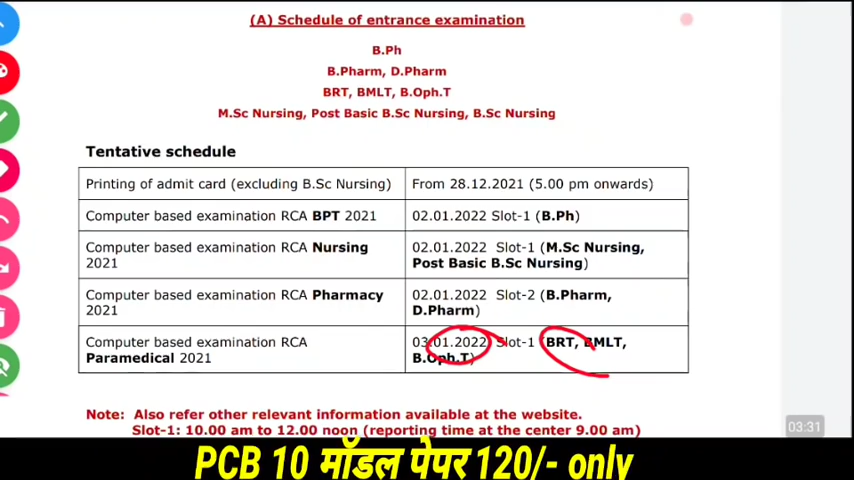 (A) Schedule of entrance examination
B.Ph
B.Pharm, D.Pharm
BRT, BMLT, B.Oph.T
M.Sc Nursing, Post Basic B.Sc Nursing, B.Sc Nursing
Tentative schedule
Printing of admit card (excluding B.Sc Nursing) From 28.12.2021 (5.00 pm onwards)
Computer based examination RCA BPT 2021 02.01.2022 Slot-1 (B.Ph)
Computer based examination RCA Nursing 02.01.2022 Slot-1 (M.Sc Nursing,
2021 Post Basic B.Sc Nursing)
Computer based examination RCA Pharmacy 02.01.2022 Slot-2 (B.Pharm,
2021 D.Pharm)
Computer based examination RCA 03.01.2022 Slot-1 (BRT, BMLT,
Paramedical 2021 B.Oph.T)
Note: Also refer other relevant information available at the website.
Slot-1: 10.00 am to 12.00 noon (reporting time at the center 9.00 am)
03:31
PCB 10 मॉडल पेपर 120/- only